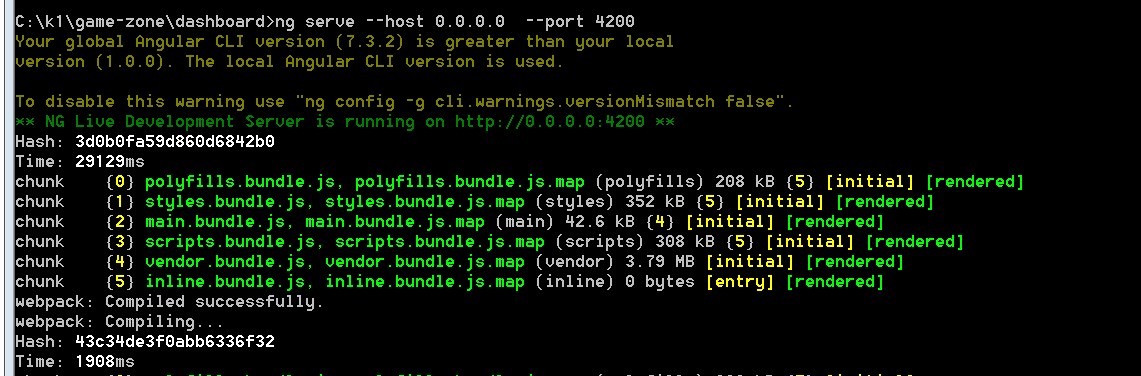 C:\k1\game-zone\dashboard>ng serve --host 0.0.0.0  --port 4200
Your global Angular CLI version (7.3.2) is greater than your local
version (1.0.0). The local Angular CLI version is used.
To disable this warning use "ng config -g cli.warnings.versionMismatch false".
** NG Live Development Server is running on http://0.0.0.0:4200 **
Hash: 3d0b0fa59d860d6842b0
Time: 29129ms
chunk    {0} polyfills.bundle.js, polyfills.bundle.js.map (polyfills) 208 kB {5} [initial] [rendered]
chunk    {1} styles.bundle.js, styles.bundle.js.map (styles) 352 kB {5} [initial] [rendered]
chunk    {2} main.bundle.js, main.bundle.js.map (main) 42.6 kB {4} [initial] [rendered]
chunk    {3} scripts.bundle.js, scripts.bundle.js.map (scripts) 308 kB {5} [initial] [rendered]
chunk    {4} vendor.bundle.js, vendor.bundle.js.map (vendor) 3.79 MB [initial] [rendered]
chunk    {5} inline.bundle.js, inline.bundle.js.map (inline) 0 bytes [entry] [rendered]
webpack: Compiled successfully.
webpack: Compiling...
Hash: 43c34de3f0abb6336f32
Time: 1908ms